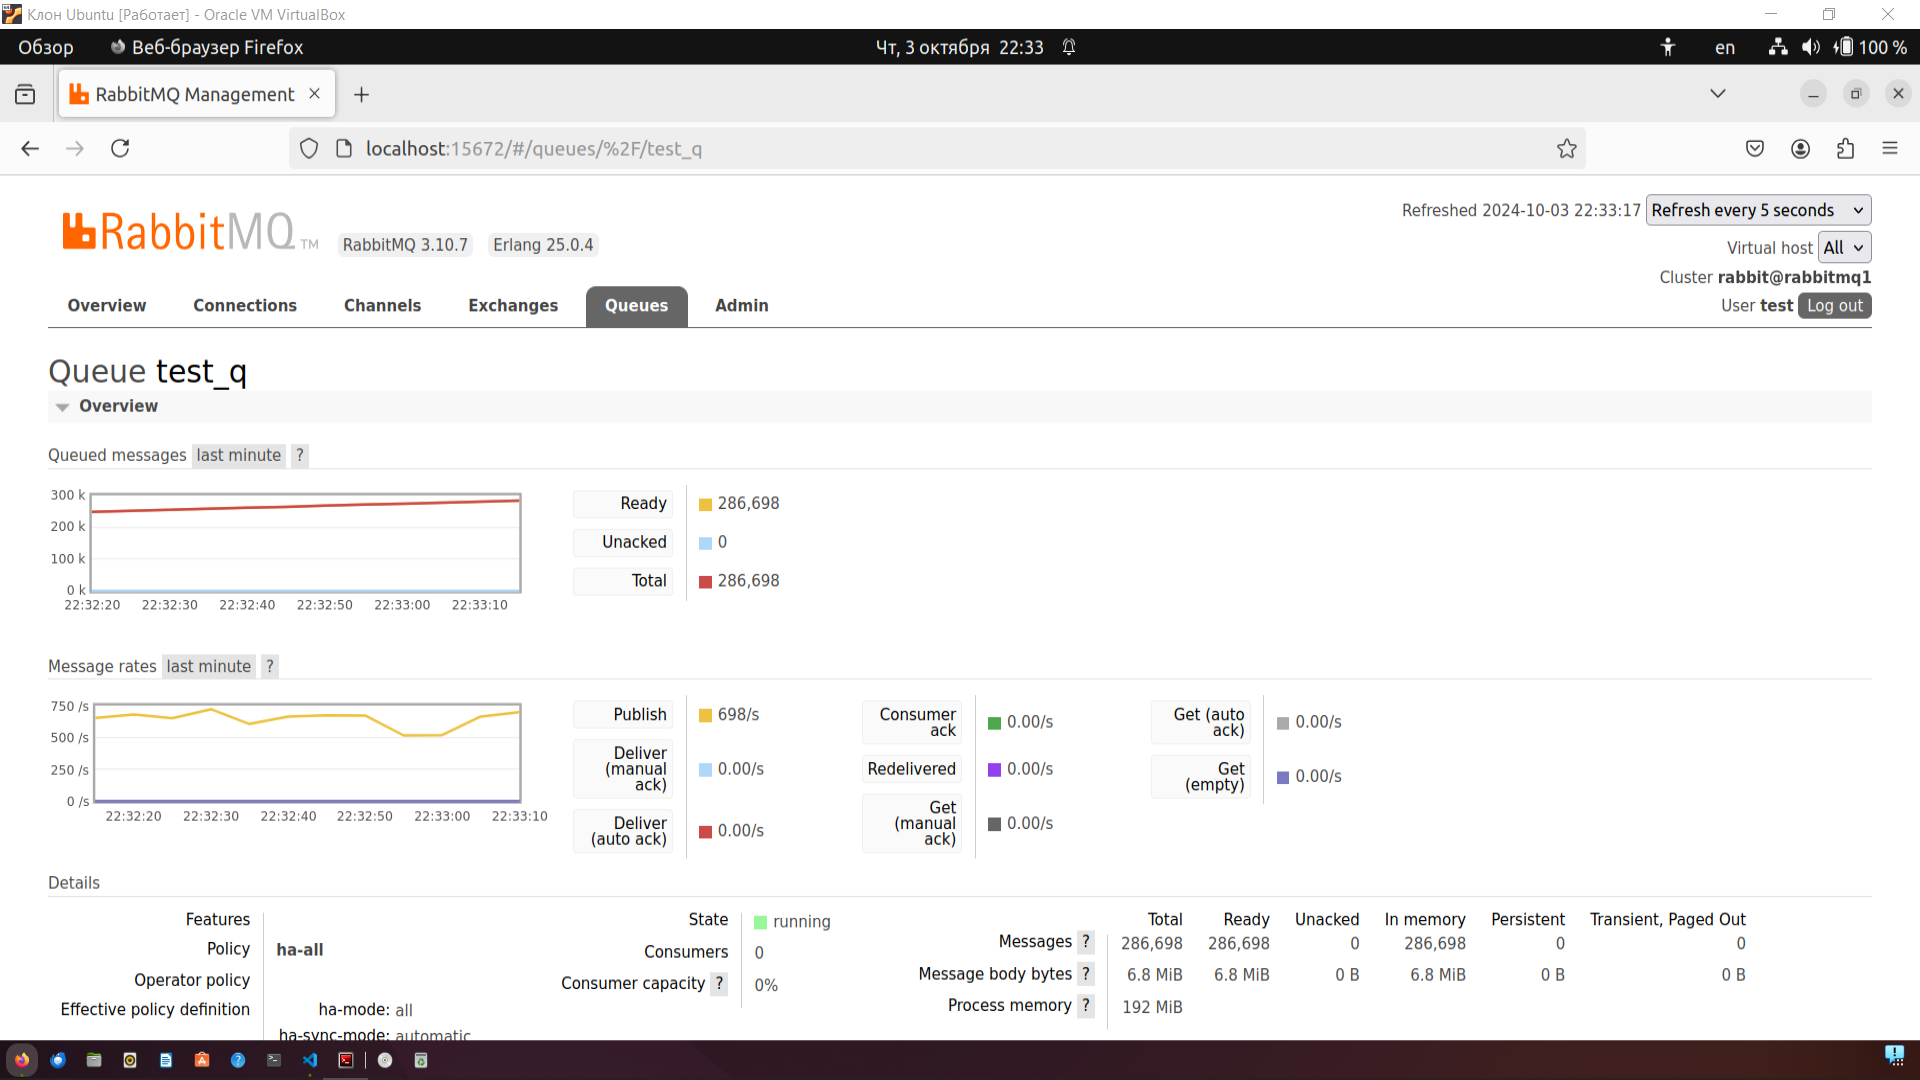 Клон Ubuntu [Работает] - Oracle VM VirtualBox
Обзор Веб-браузер Firefox Чт, 3 октября 22:33 en 100 %
RabbitMQ Management
localhost:15672/#/queues/%2F/test_q
Refreshed 2024-10-03 22:33:17 Refresh every 5 seconds
RabbitMQ TM RabbitMQ 3.10.7 Erlang 25.0.4
Virtual host All
Cluster rabbit@rabbitmq1
User test Log out
Overview Connections Channels Exchanges Queues Admin
Queue test_q
Overview
Queued messages last minute ?
300 k
200 k
100 k
0 k
22:32:20 22:32:30 22:32:40 22:32:50 22:33:00 22:33:10
Ready 286,698
Unacked 0
Total 286,698
Message rates last minute ?
750 /s
500 /s
250 /s
0 /s
22:32:20 22:32:30 22:32:40 22:32:50 22:33:00 22:33:10
Publish 698/s
Deliver
(manual
ack) 0.00/s
Deliver
(auto ack) 0.00/s
Consumer
ack 0.00/s
Redelivered 0.00/s
Get
(manual
ack) 0.00/s
Get (auto
ack) 0.00/s
Get
(empty) 0.00/s
Details
Features
Policy ha-all
Operator policy
Effective policy definition ha-mode: all
ha-sync-mode: automatic
State running
Consumers 0
Consumer capacity ? 0%
Total Ready Unacked In memory Persistent Transient, Paged Out
Messages ? 286,698 286,698 0 286,698 0 0
Message body bytes ? 6.8 MiB 6.8 MiB 0 B 6.8 MiB 0 B 0 B
Process memory ? 192 MiB